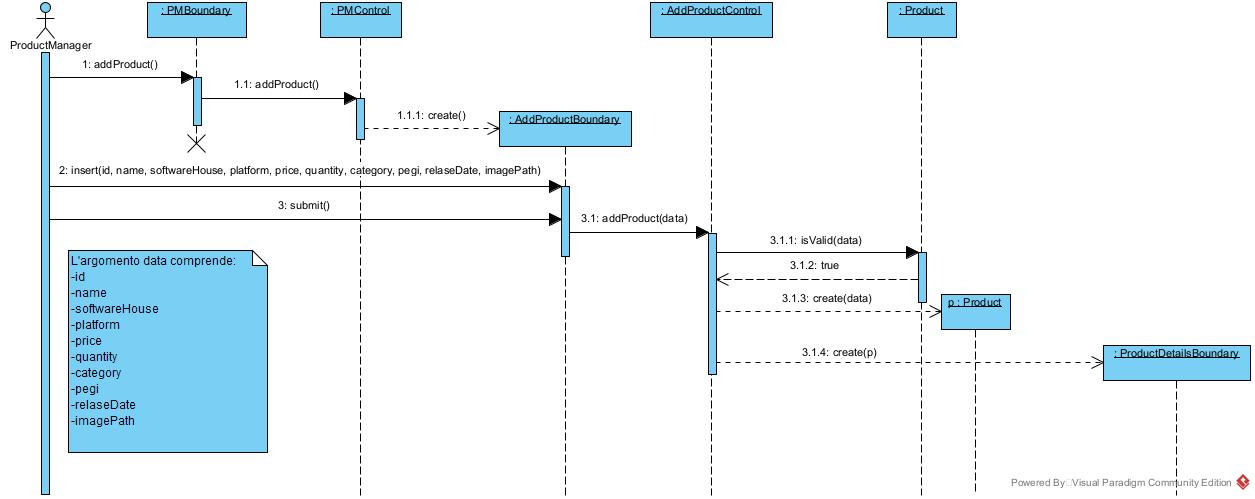 : PMBoundary
: PMControl
: AddProductControl
: Product
ProductManager
1: addProduct()
1.1: addProduct()
1.1.1: create()
: AddProductBoundary
2: insert(id, name, softwareHouse, platform, price, quantity, category, pegi, relaseDate, imagePath)
3: submit()
3.1: addProduct(data)
3.1.1: isValid(data)
3.1.2: true
3.1.3: create(data)
p : Product
3.1.4: create(p)
: ProductDetailsBoundary
L'argomento data comprende:
-id
-name
-softwareHouse
-platform
-price
-quantity
-category
-pegi
-relaseDate
-imagePath
Powered By Visual Paradigm Community Edition